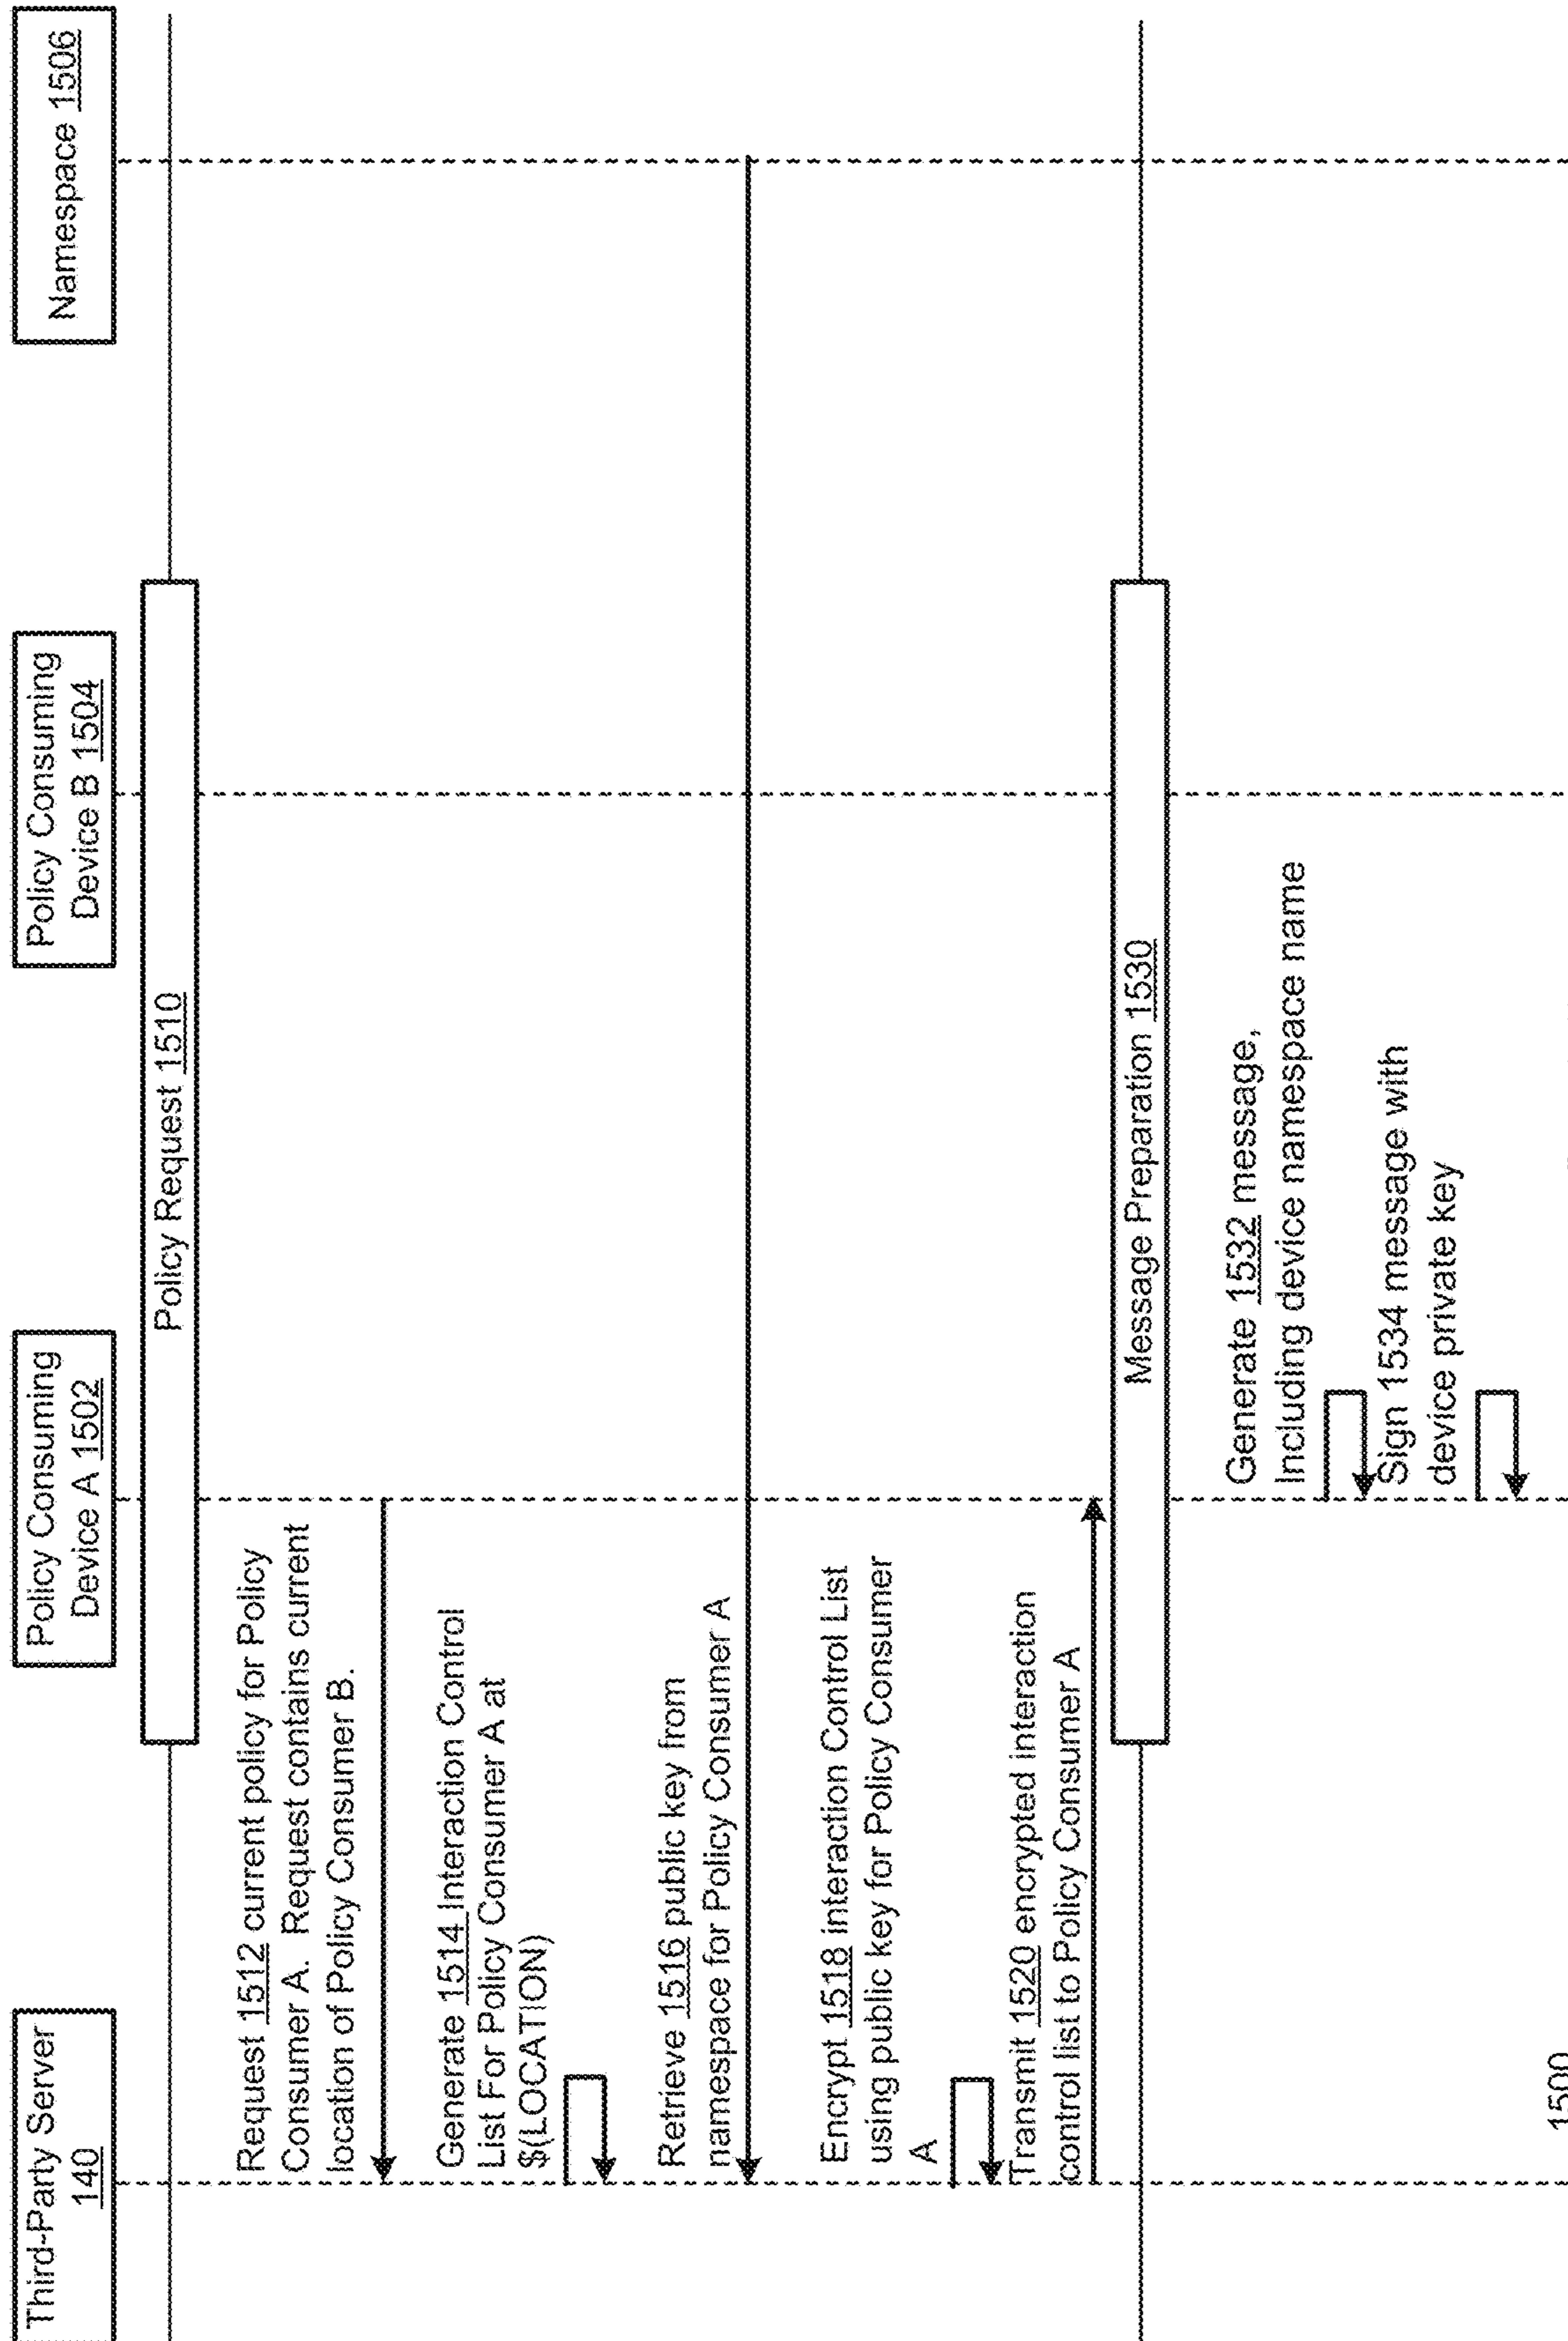 Third-Party Server
140
Policy Consuming
Device A 1502
Policy Consuming
Device B 1504
Namespace 1506
Policy Request 1510
Request 1512 current policy for Policy
Consumer A. Request contains current
location of Policy Consumer B.
Generate 1514 Interaction Control
List For Policy Consumer A at
$(LOCATION)
Retrieve 1516 public key from
namespace for Policy Consumer A
Encrypt 1518 interaction Control List
using public key for Policy Consumer
A
Transmit 1520 encrypted interaction
control list to Policy Consumer A
Message Preparation 1530
Generate 1532 message,
Including device namespace name
Sign 1534 message with
device private key
1500